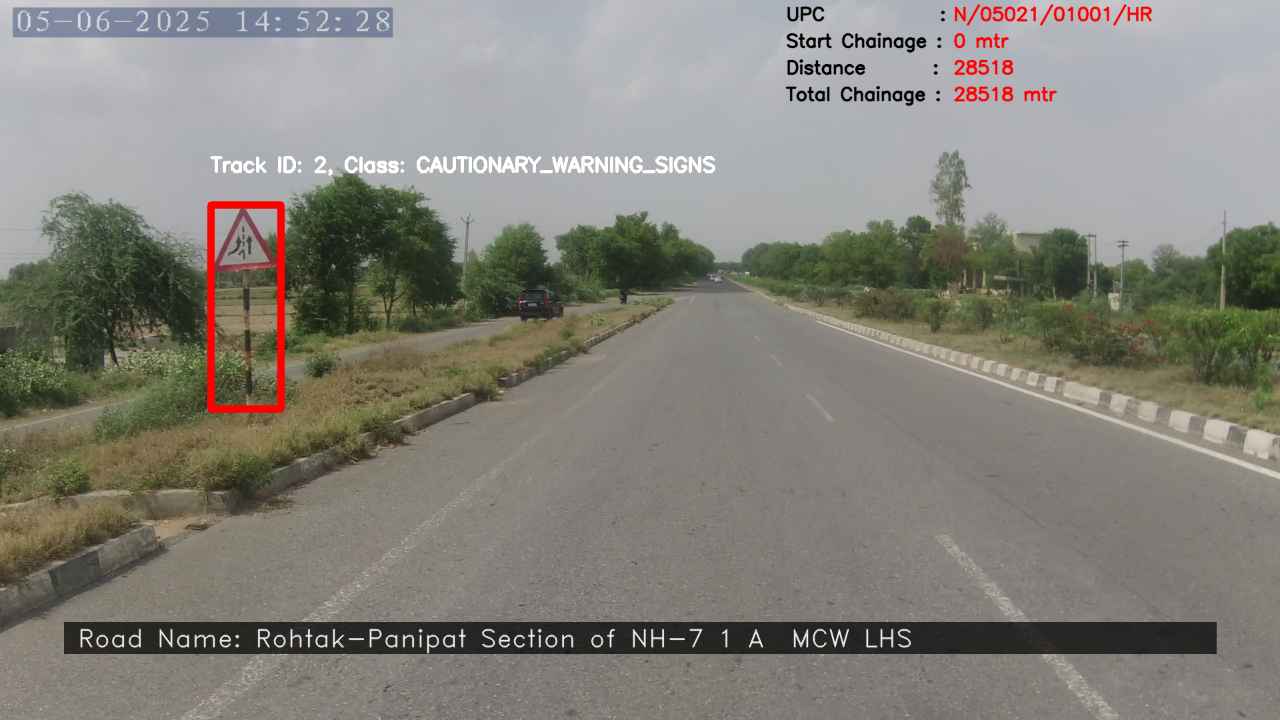 05-06-2025 14:52:28
UPC : N/05021/01001/HR
Start Chainage : 0 mtr
Distance : 28518
Total Chainage : 28518 mtr
Track ID: 2, Class: CAUTIONARY_WARNING_SIGNS
Road Name: Rohtak-Panipat Section of NH-7 1 A MCW LHS